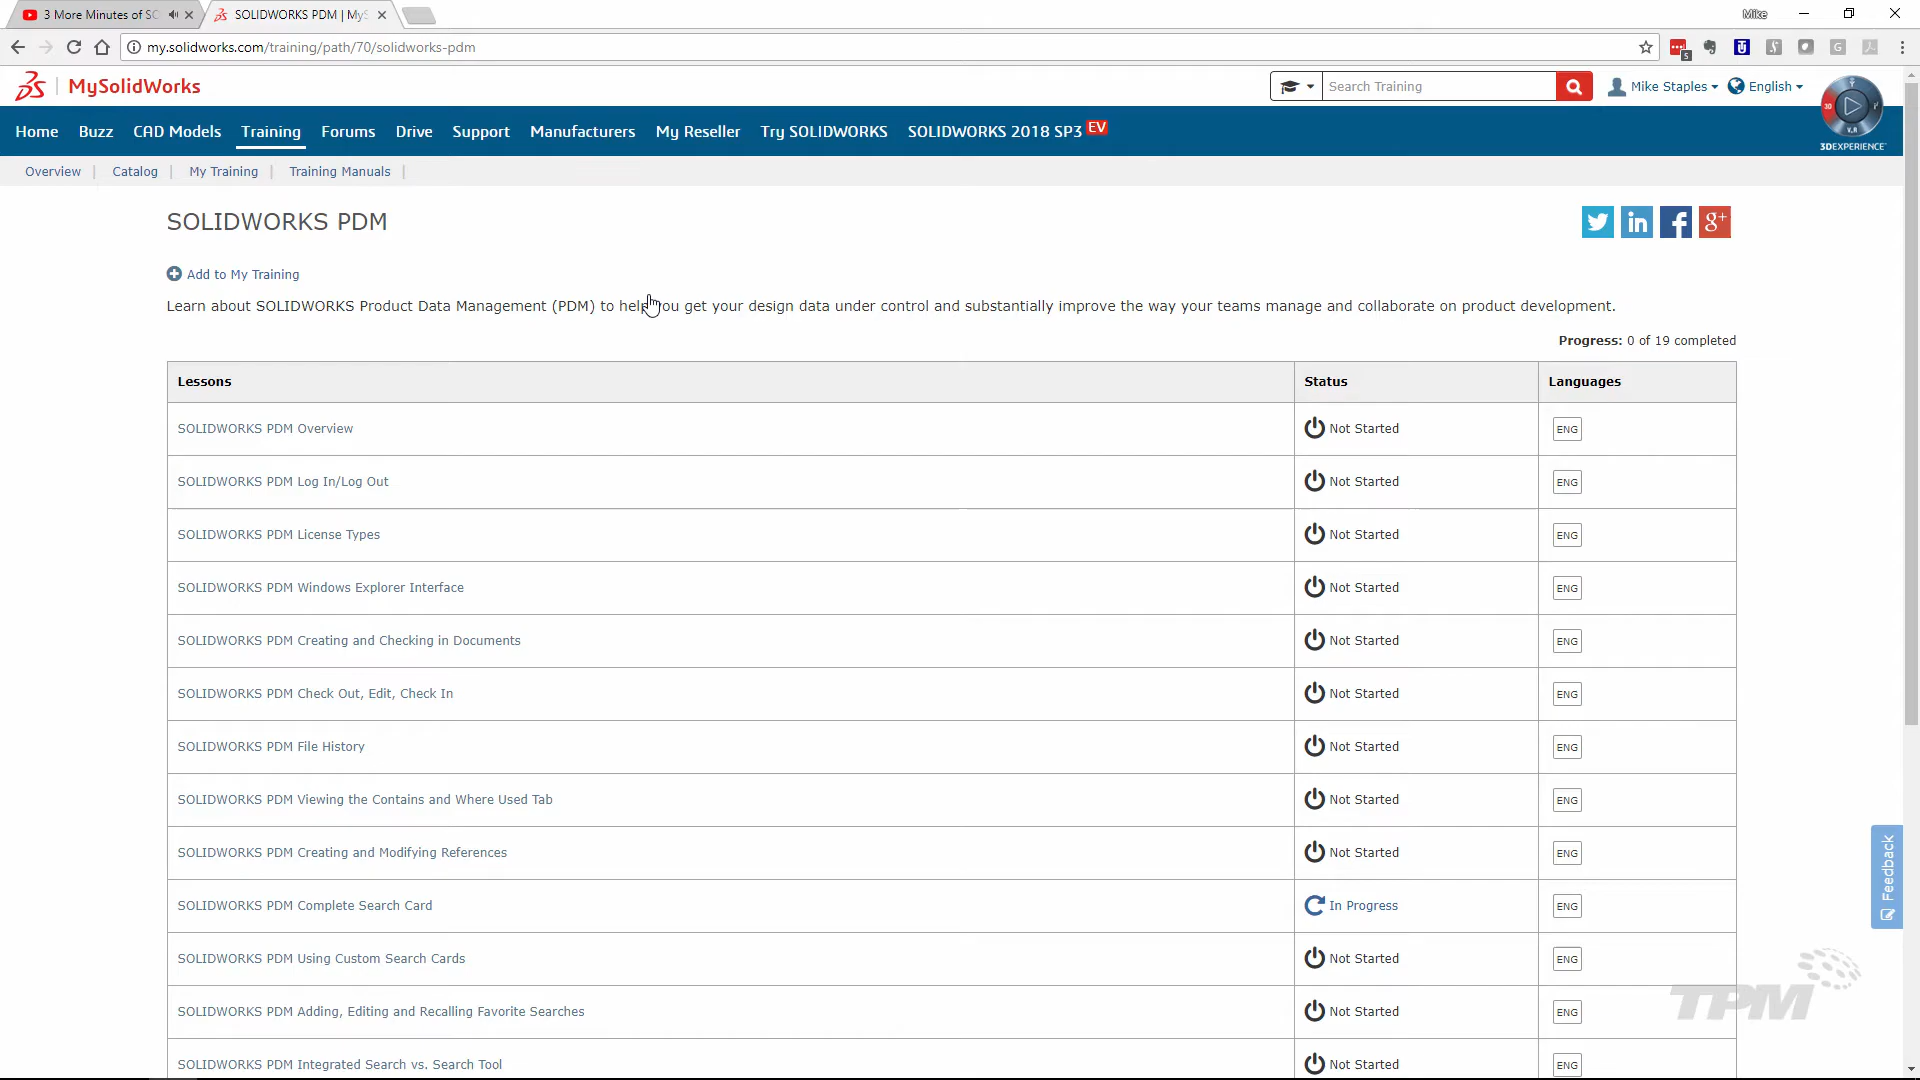 3 More Minutes of SO
SOLIDWORKS PDM | MyS
Mike
my.solidworks.com/training/path/70/solidworks-pdm
5
MySolidWorks
Search Training
Mike Staples
English
Home
Buzz
CAD Models
Training
Forums
Drive
Support
Manufacturers
My Reseller
Try SOLIDWORKS
SOLIDWORKS 2018 SP3 EV
3D
V.R
3DEXPERIENCE
Overview | Catalog | My Training | Training Manuals |
SOLIDWORKS PDM
in
f
g+
Add to My Training
Learn about SOLIDWORKS Product Data Management (PDM) to help you get your design data under control and substantially improve the way your teams manage and collaborate on product development.
Progress: 0 of 19 completed
Lessons Status Languages
SOLIDWORKS PDM Overview Not Started ENG
SOLIDWORKS PDM Log In/Log Out Not Started ENG
SOLIDWORKS PDM License Types Not Started ENG
SOLIDWORKS PDM Windows Explorer Interface Not Started ENG
SOLIDWORKS PDM Creating and Checking in Documents Not Started ENG
SOLIDWORKS PDM Check Out, Edit, Check In Not Started ENG
SOLIDWORKS PDM File History Not Started ENG
SOLIDWORKS PDM Viewing the Contains and Where Used Tab Not Started ENG
SOLIDWORKS PDM Creating and Modifying References Not Started ENG
SOLIDWORKS PDM Complete Search Card In Progress ENG
SOLIDWORKS PDM Using Custom Search Cards Not Started ENG
SOLIDWORKS PDM Adding, Editing and Recalling Favorite Searches Not Started ENG
SOLIDWORKS PDM Integrated Search vs. Search Tool Not Started ENG
Feedback
TPM